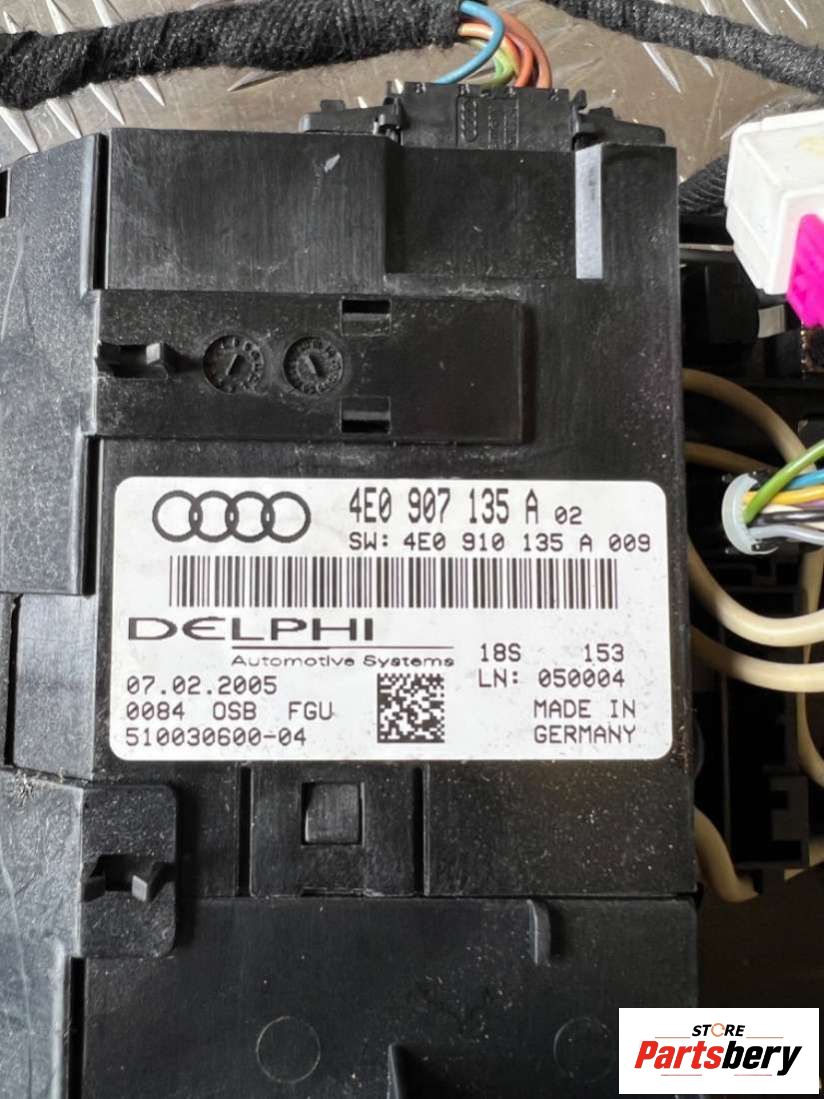 4E0 907 135 A 02
SW: 4E0 910 135 A 009
DELPHI
Automotive Systems
18S 153
LN: 050004
07.02.2005
0084 OSB FGU
510030600-04
MADE IN
GERMANY
STORE
Partsbery